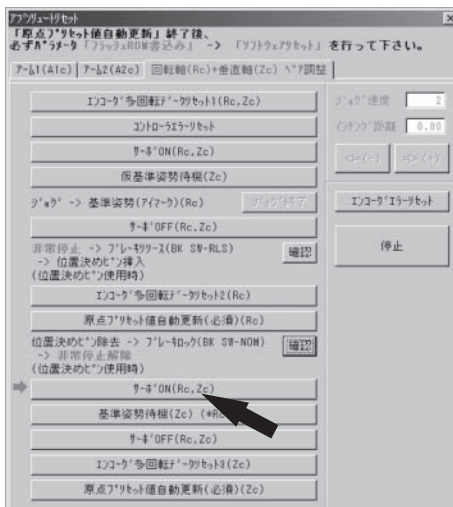 アブソリュートリセット
「原点プリセット値自動更新」終了後、
必ずパラメータ「フラッシュROM書込み」 -> 「ソフトウェアリセット」を行って下さい。
アーム1(A1c)
アーム2(A2c)
回転軸(Rc)+垂直軸(Zc) ペア調整
エンコーダ多回転データリセット1(Rc,Zc)
コントローラエラーリセット
サーボON(Rc,Zc)
仮基準姿勢待機(Zc)
ジョグ -> 基準姿勢(アイマーク)(Rc)
ジョグ終了
サーボOFF(Rc,Zc)
非常停止 -> ブレーキリリース(BK SW-RLS)
-> 位置決めピン挿入
(位置決めピン使用時)
確認
エンコーダ多回転データリセット2(Rc)
原点プリセット値自動更新(必須)(Rc)
位置決めピン除去 -> ブレーキロック(BK SW-NOM)
-> 非常停止解除
(位置決めピン使用時)
確認
サーボON(Rc,Zc)
基準姿勢待機(Zc) (*Rc
サーボOFF(Rc,Zc)
エンコーダ多回転データリセット3(Zc)
原点プリセット値自動更新(必須)(Zc)
ジョグ速度 2
インチング距離 0.00
<= (-)
=> (+)
エンコーダエラーリセット
停止